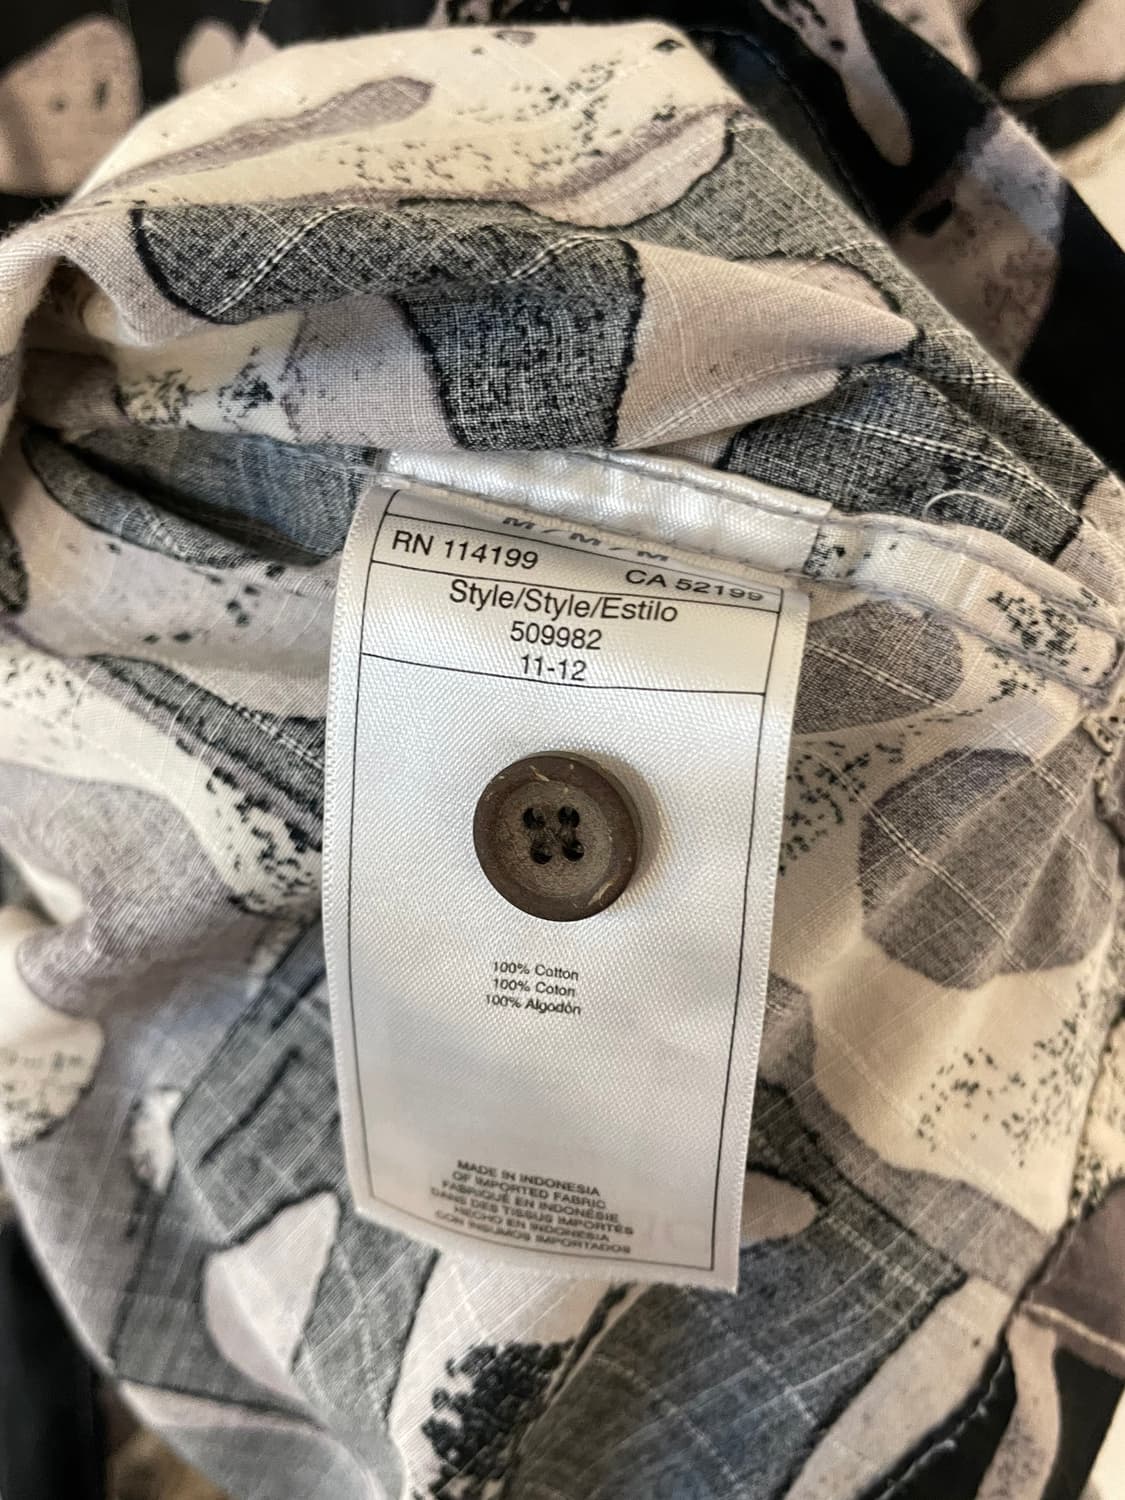 M / M / M
RN 114199 CA 52199
Style/Style/Estilo
509982
11-12
100% Cotton
100% Coton
100% Algodón
MADE IN INDONESIA
OF IMPORTED FABRIC
FABRIQUÉ EN INDONÉSIE
DANS DES TISSUS IMPORTÉS
HECHO EN INDONESIA
CON INSUMOS IMPORTADOS